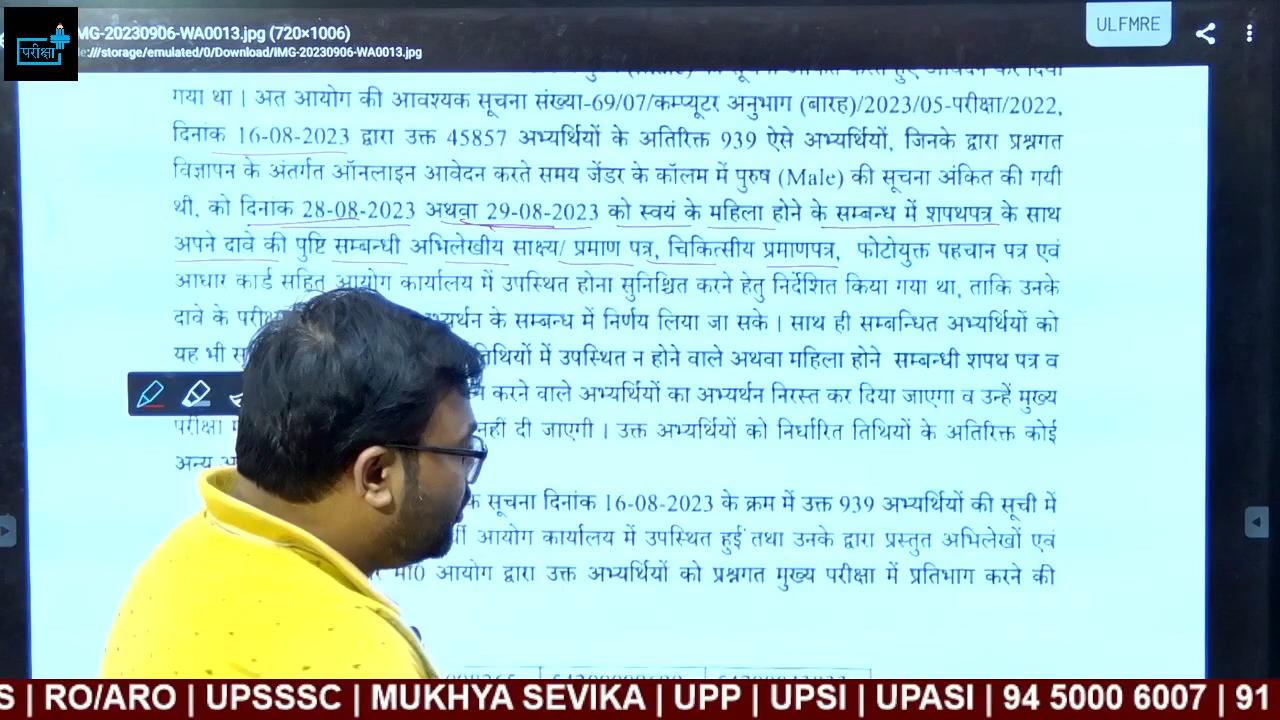 परीक्षा
IMG-20230906-WA0013.jpg (720×1006)
:///storage/emulated/0/Download/IMG-20230906-WA0013.jpg
ULFMRE
गया था । अत आयोग की आवश्यक सूचना संख्या-69/07/कम्प्यूटर अनुभाग (बारह)/2023/05-परीक्षा/2022,
दिनांक 16-08-2023 द्वारा उक्त 45857 अभ्यर्थियों के अतिरिक्त 939 ऐसे अभ्यर्थियों, जिनके द्वारा प्रश्नगत
विज्ञापन के अंतर्गत ऑनलाइन आवेदन करते समय जेंडर के कॉलम में पुरुष (Male) की सूचना अंकित की गयी
थी, को दिनाक 28-08-2023 अथवा 29-08-2023 को स्वयं के महिला होने के सम्बन्ध में शपथपत्र के साथ
अपने दावे की पुष्टि सम्बन्धी अभिलेखीय साक्ष्य/ प्रमाण पत्र, चिकित्सीय प्रमाणपत्र, फोटोयुक्त पहचान पत्र एवं
आधार कार्ड सहित आयोग कार्यालय में उपस्थित होना सुनिश्चित करने हेतु निर्देशित किया गया था, ताकि उनके
दावे के के सम्बन्ध में निर्णय लिया जा सके । साथ ही सम्बन्धित अभ्यर्थियों को
यह भी तिथियों में उपस्थित न होने वाले अथवा महिला होने सम्बन्धी शपथ पत्र व
करने वाले अभ्यर्थियों का अभ्यर्थन निरस्त कर दिया जाएगा व उन्हें मुख्य
परीक्षा नहीं दी जाएगी । उक्त अभ्यर्थियों को निर्धारित तिथियों के अतिरिक्त कोई
अन्य
सूचना दिनांक 16-08-2023 के क्रम में उक्त 939 अभ्यर्थियों की सूची में
आयोग कार्यालय में उपस्थित हुई तथा उनके द्वारा प्रस्तुत अभिलेखों एवं
मा0 आयोग द्वारा उक्त अभ्यर्थियों को प्रश्नगत मुख्य परीक्षा में प्रतिभाग करने की
S | RO/ARO | UPSSSC | MUKHYA SEVIKA | UPP | UPSI | UPASI | 94 5000 6007 | 91